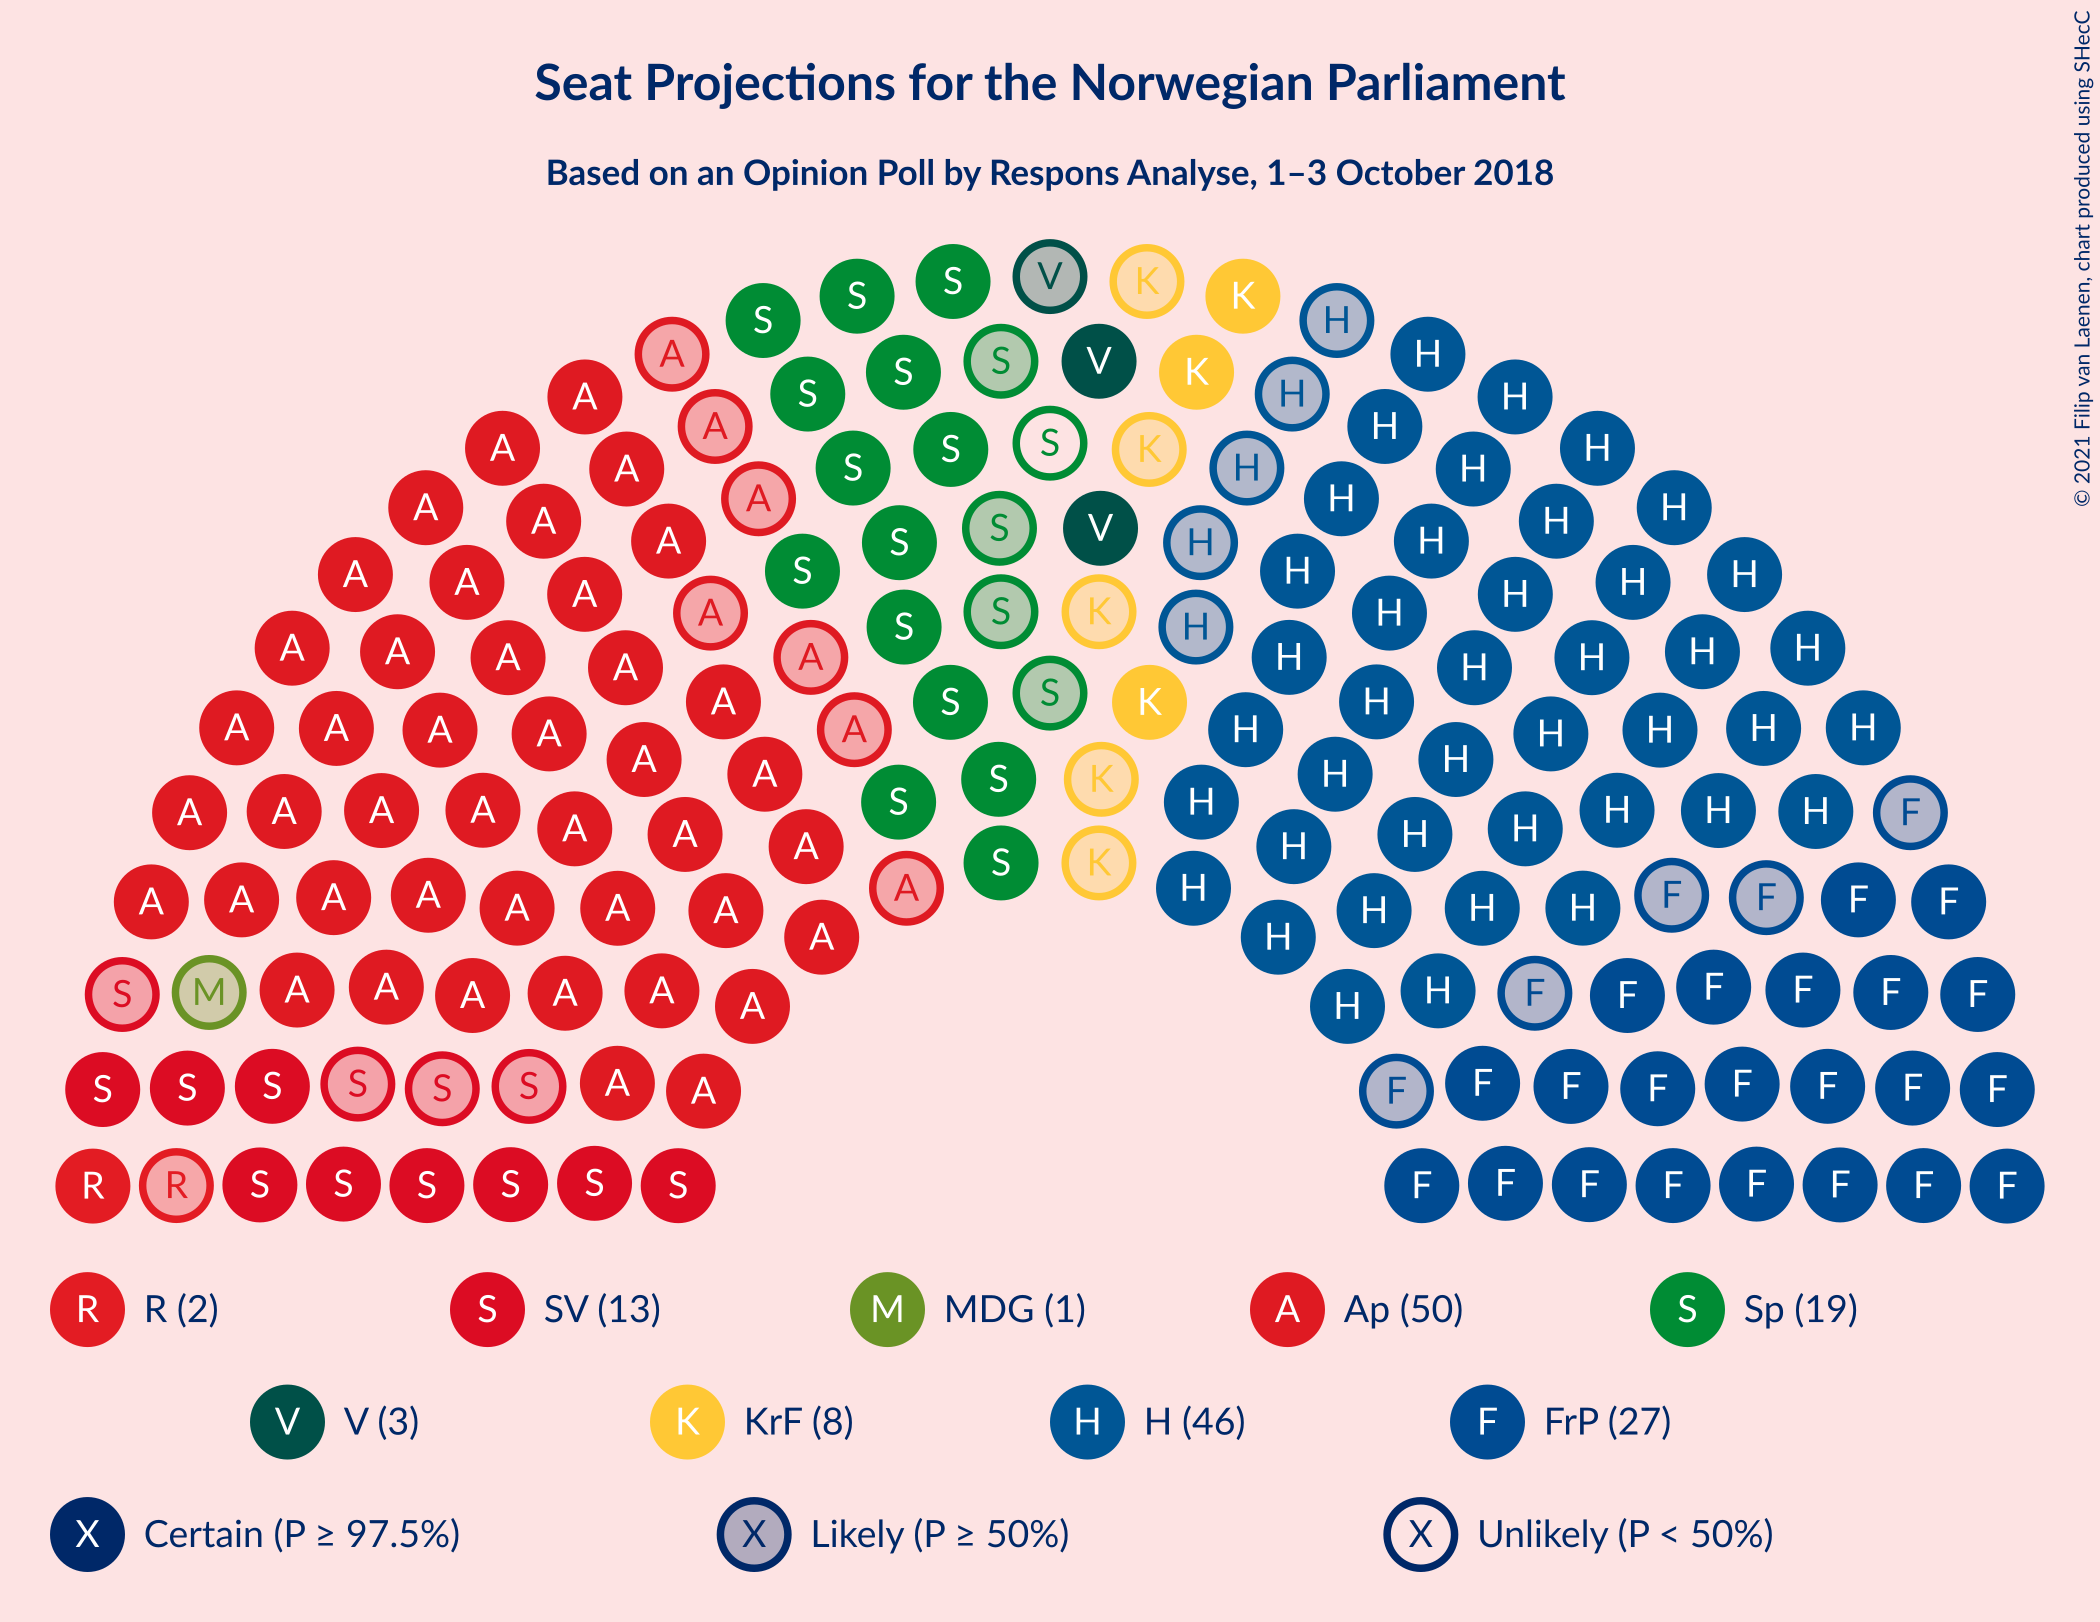 Seat Projections for the Norwegian Parliament
Based on an Opinion Poll by Respons Analyse, 1–3 October 2018
© 2021 Filip van Laenen, chart produced using SHecC
S S S V K K H
A S S S V K H H H
A A A S S S K H H H H
A A A S S S V H H H H H
A A A A A S S K H H H H H H
A A A A A A S S K H H H H H H H
A A A A A A A S K H H H H H H H H
A A A A A A A A S K H H H H H H H F
A A A A A A A A H H H H F F F F
S M A A A A A A H H F F F F F F
S S S S S S A A F F F F F F F F
R R S S S S S S F F F F F F F F
R R (2) S SV (13) M MDG (1) A Ap (50) S Sp (19)
V V (3) K KrF (8) H H (46) F FrP (27)
X Certain (P ≥ 97.5%) X Likely (P ≥ 50%) X Unlikely (P < 50%)